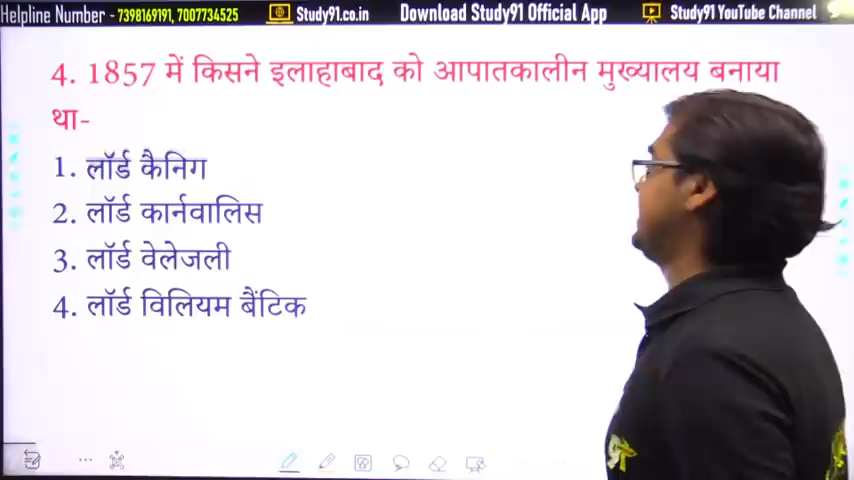 Helpline Number - 7398169191, 7007734525 Study91.co.in Download Study91 Official App Study91 YouTube Channel
4. 1857 में किसने इलाहाबाद को आपातकालीन मुख्यालय बनाया
था-
1. लॉर्ड कैनिग
2. लॉर्ड कार्नवालिस
3. लॉर्ड वेलेजली
4. लॉर्ड विलियम बैंटिक